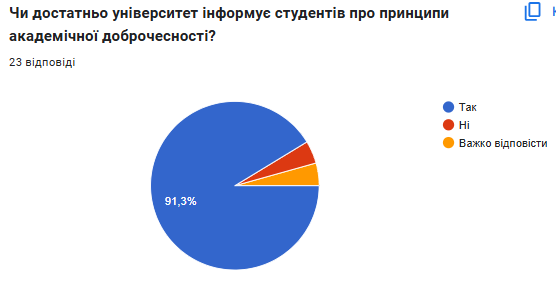 Чи достатньо університет інформує студентів про принципи
академічної доброчесності?
23 відповіді
Так
Ні
Важко відповісти
91,3%